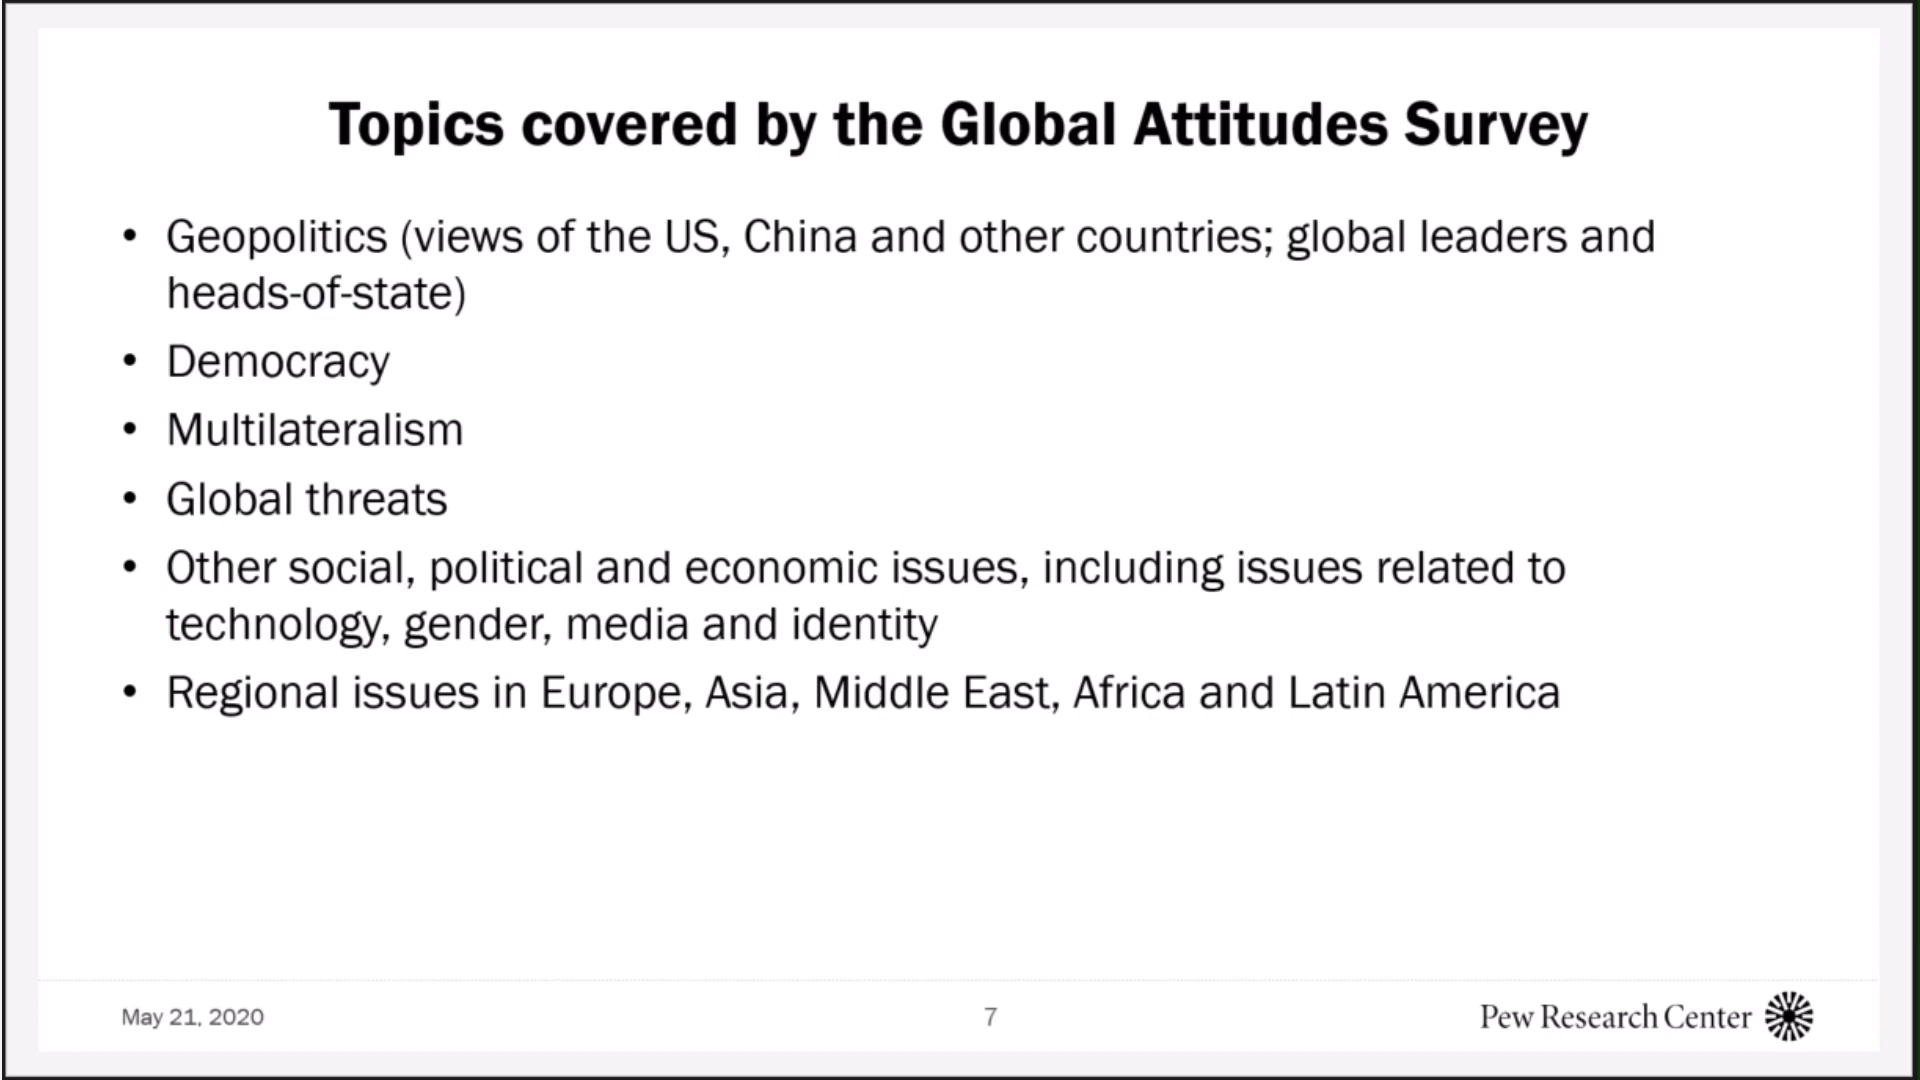 Topics covered by the Global Attitudes Survey
• Geopolitics (views of the US, China and other countries; global leaders and
heads-of-state)
• Democracy
• Multilateralism
• Global threats
• Other social, political and economic issues, including issues related to
technology, gender, media and identity
• Regional issues in Europe, Asia, Middle East, Africa and Latin America
May 21, 2020
7
Pew Research Center